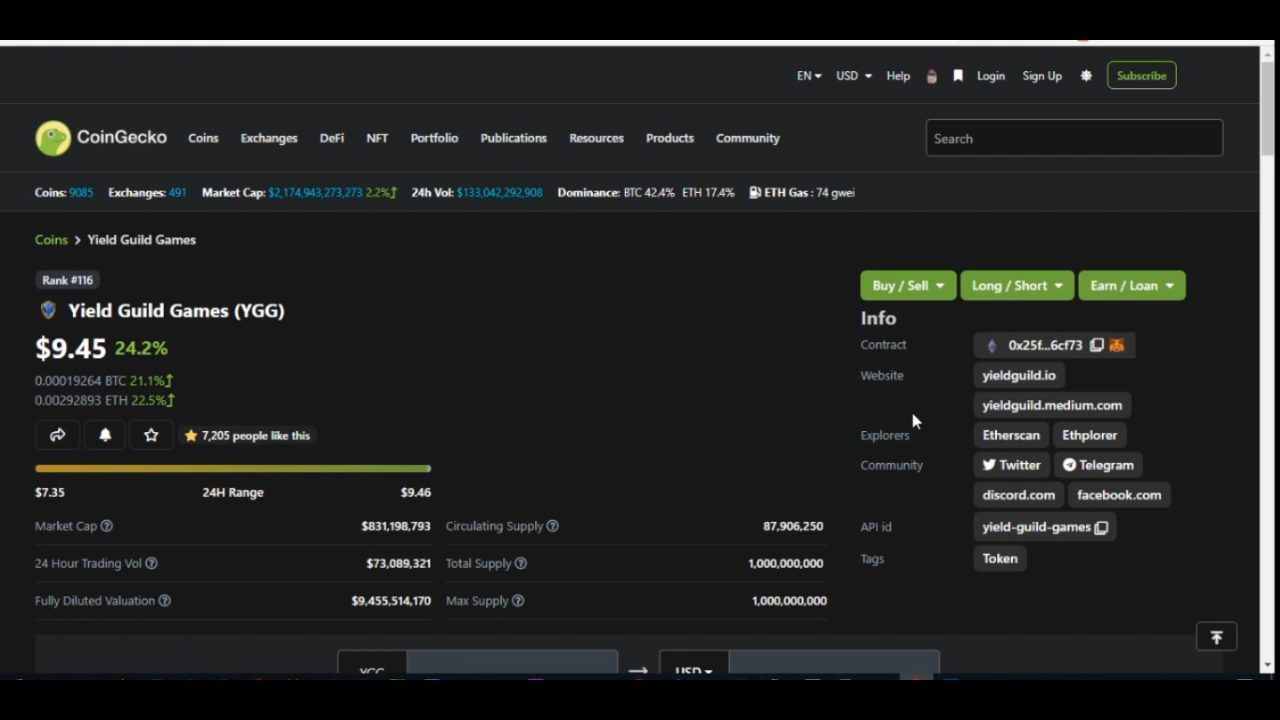 EN USD Help Login Sign Up Subscribe
CoinGecko Coins Exchanges DeFi NFT Portfolio Publications Resources Products Community Search
Coins: 9085 Exchanges: 491 Market Cap: $2,174,943,273,273 2.2% 24h Vol: $133,042,292,908 Dominance: BTC 42.4% ETH 17.4% ETH Gas: 74 gwei
Coins > Yield Guild Games
Rank #116
Yield Guild Games (YGG)
$9.45 24.2%
0.00019264 BTC 21.1%
0.00292893 ETH 22.5%
7,205 people like this
$7.35 24H Range $9.46
Market Cap $831,198,793 Circulating Supply 87,906,250
24 Hour Trading Vol $73,089,321 Total Supply 1,000,000,000
Fully Diluted Valuation $9,455,514,170 Max Supply 1,000,000,000
Buy / Sell Long / Short Earn / Loan
Info
Contract 0x25f...6cf73
Website yieldguild.io
yieldguild.medium.com
Explorers Etherscan Ethplorer
Community Twitter Telegram
discord.com facebook.com
API id yield-guild-games
Tags Token
YGG USD